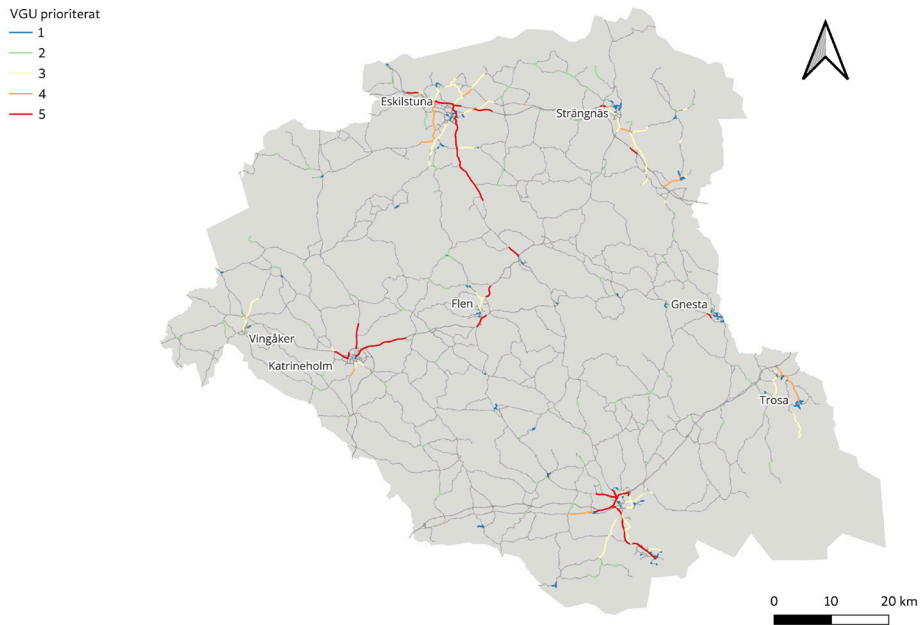 VGU prioriterat
1
2
3
4
5
Eskilstuna
Strängnäs
Flen
Gnesta
Vingåker
Katrineholm
Trosa
0 10 20 km